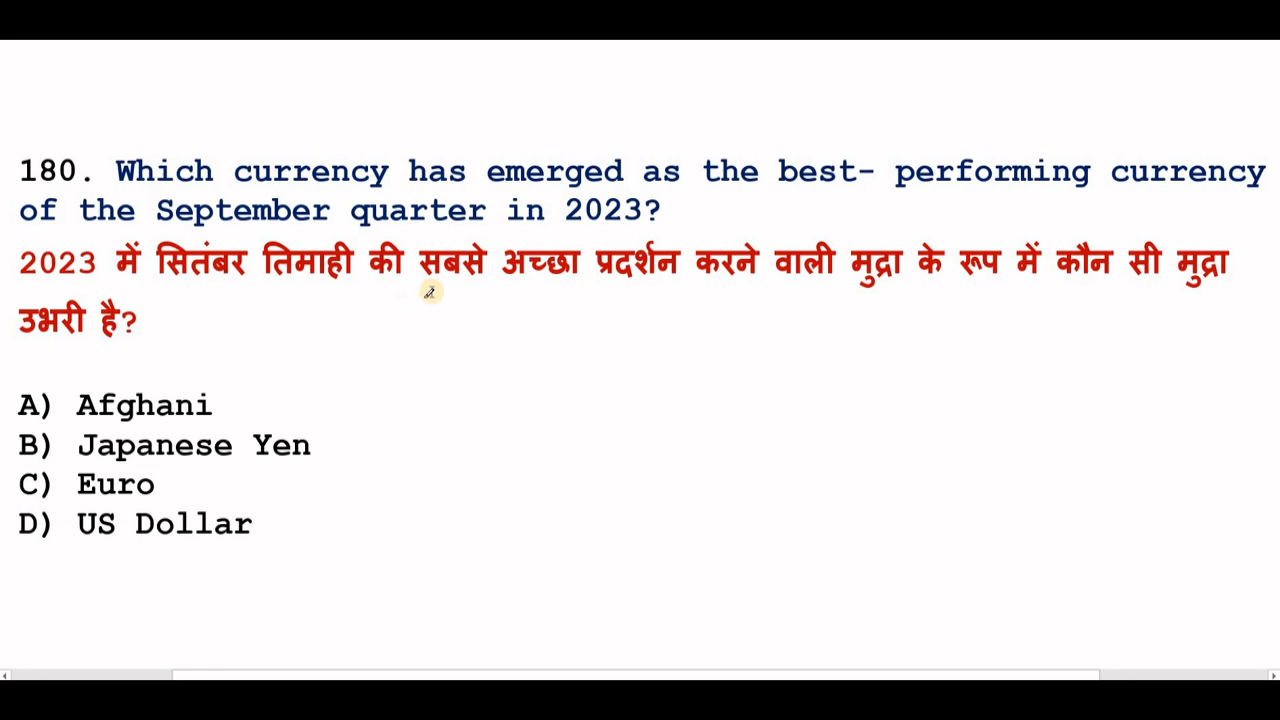 180. Which currency has emerged as the best- performing currency
of the September quarter in 2023?
2023 में सितंबर तिमाही की सबसे अच्छा प्रदर्शन करने वाली मुद्रा के रूप में कौन सी मुद्रा
उभरी है?
A) Afghani
B) Japanese Yen
C) Euro
D) US Dollar